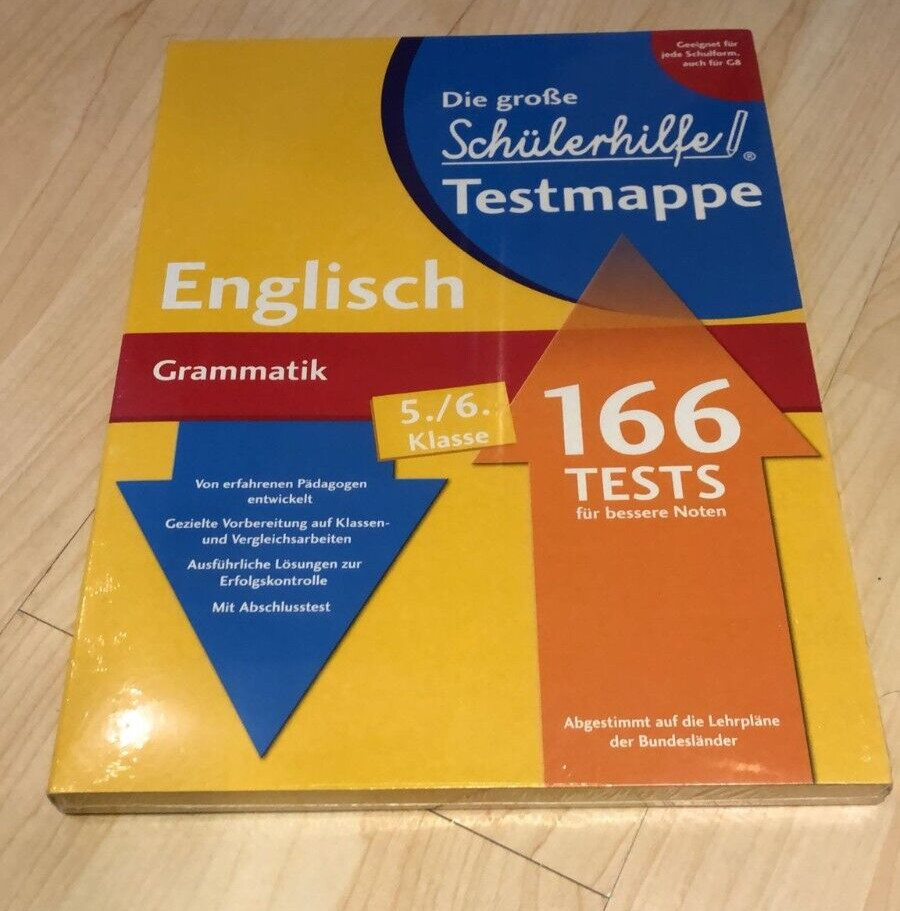 Geeignet für
jede Schulform,
auch für G8
Die große
Schülerhilfe!®
Testmappe
Englisch
Grammatik
5./6.
Klasse
166
TESTS
für bessere Noten
Von erfahrenen Pädagogen
entwickelt
Gezielte Vorbereitung auf Klassen-
und Vergleichsarbeiten
Ausführliche Lösungen zur
Erfolgskontrolle
Mit Abschlusstest
Abgestimmt auf die Lehrpläne
der Bundesländer